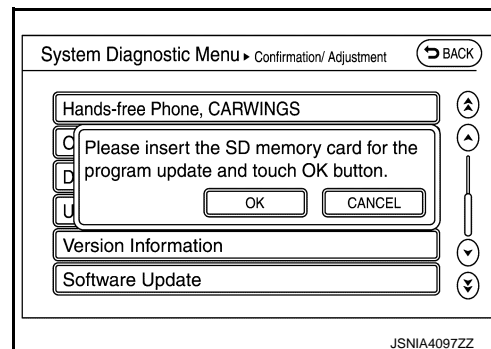 System Diagnostic Menu ▸ Confirmation/ Adjustment
BACK
Hands-free Phone, CARWINGS
Please insert the SD memory card for the
program update and touch OK button.
OK
CANCEL
Version Information
Software Update
JSNIA4097ZZ